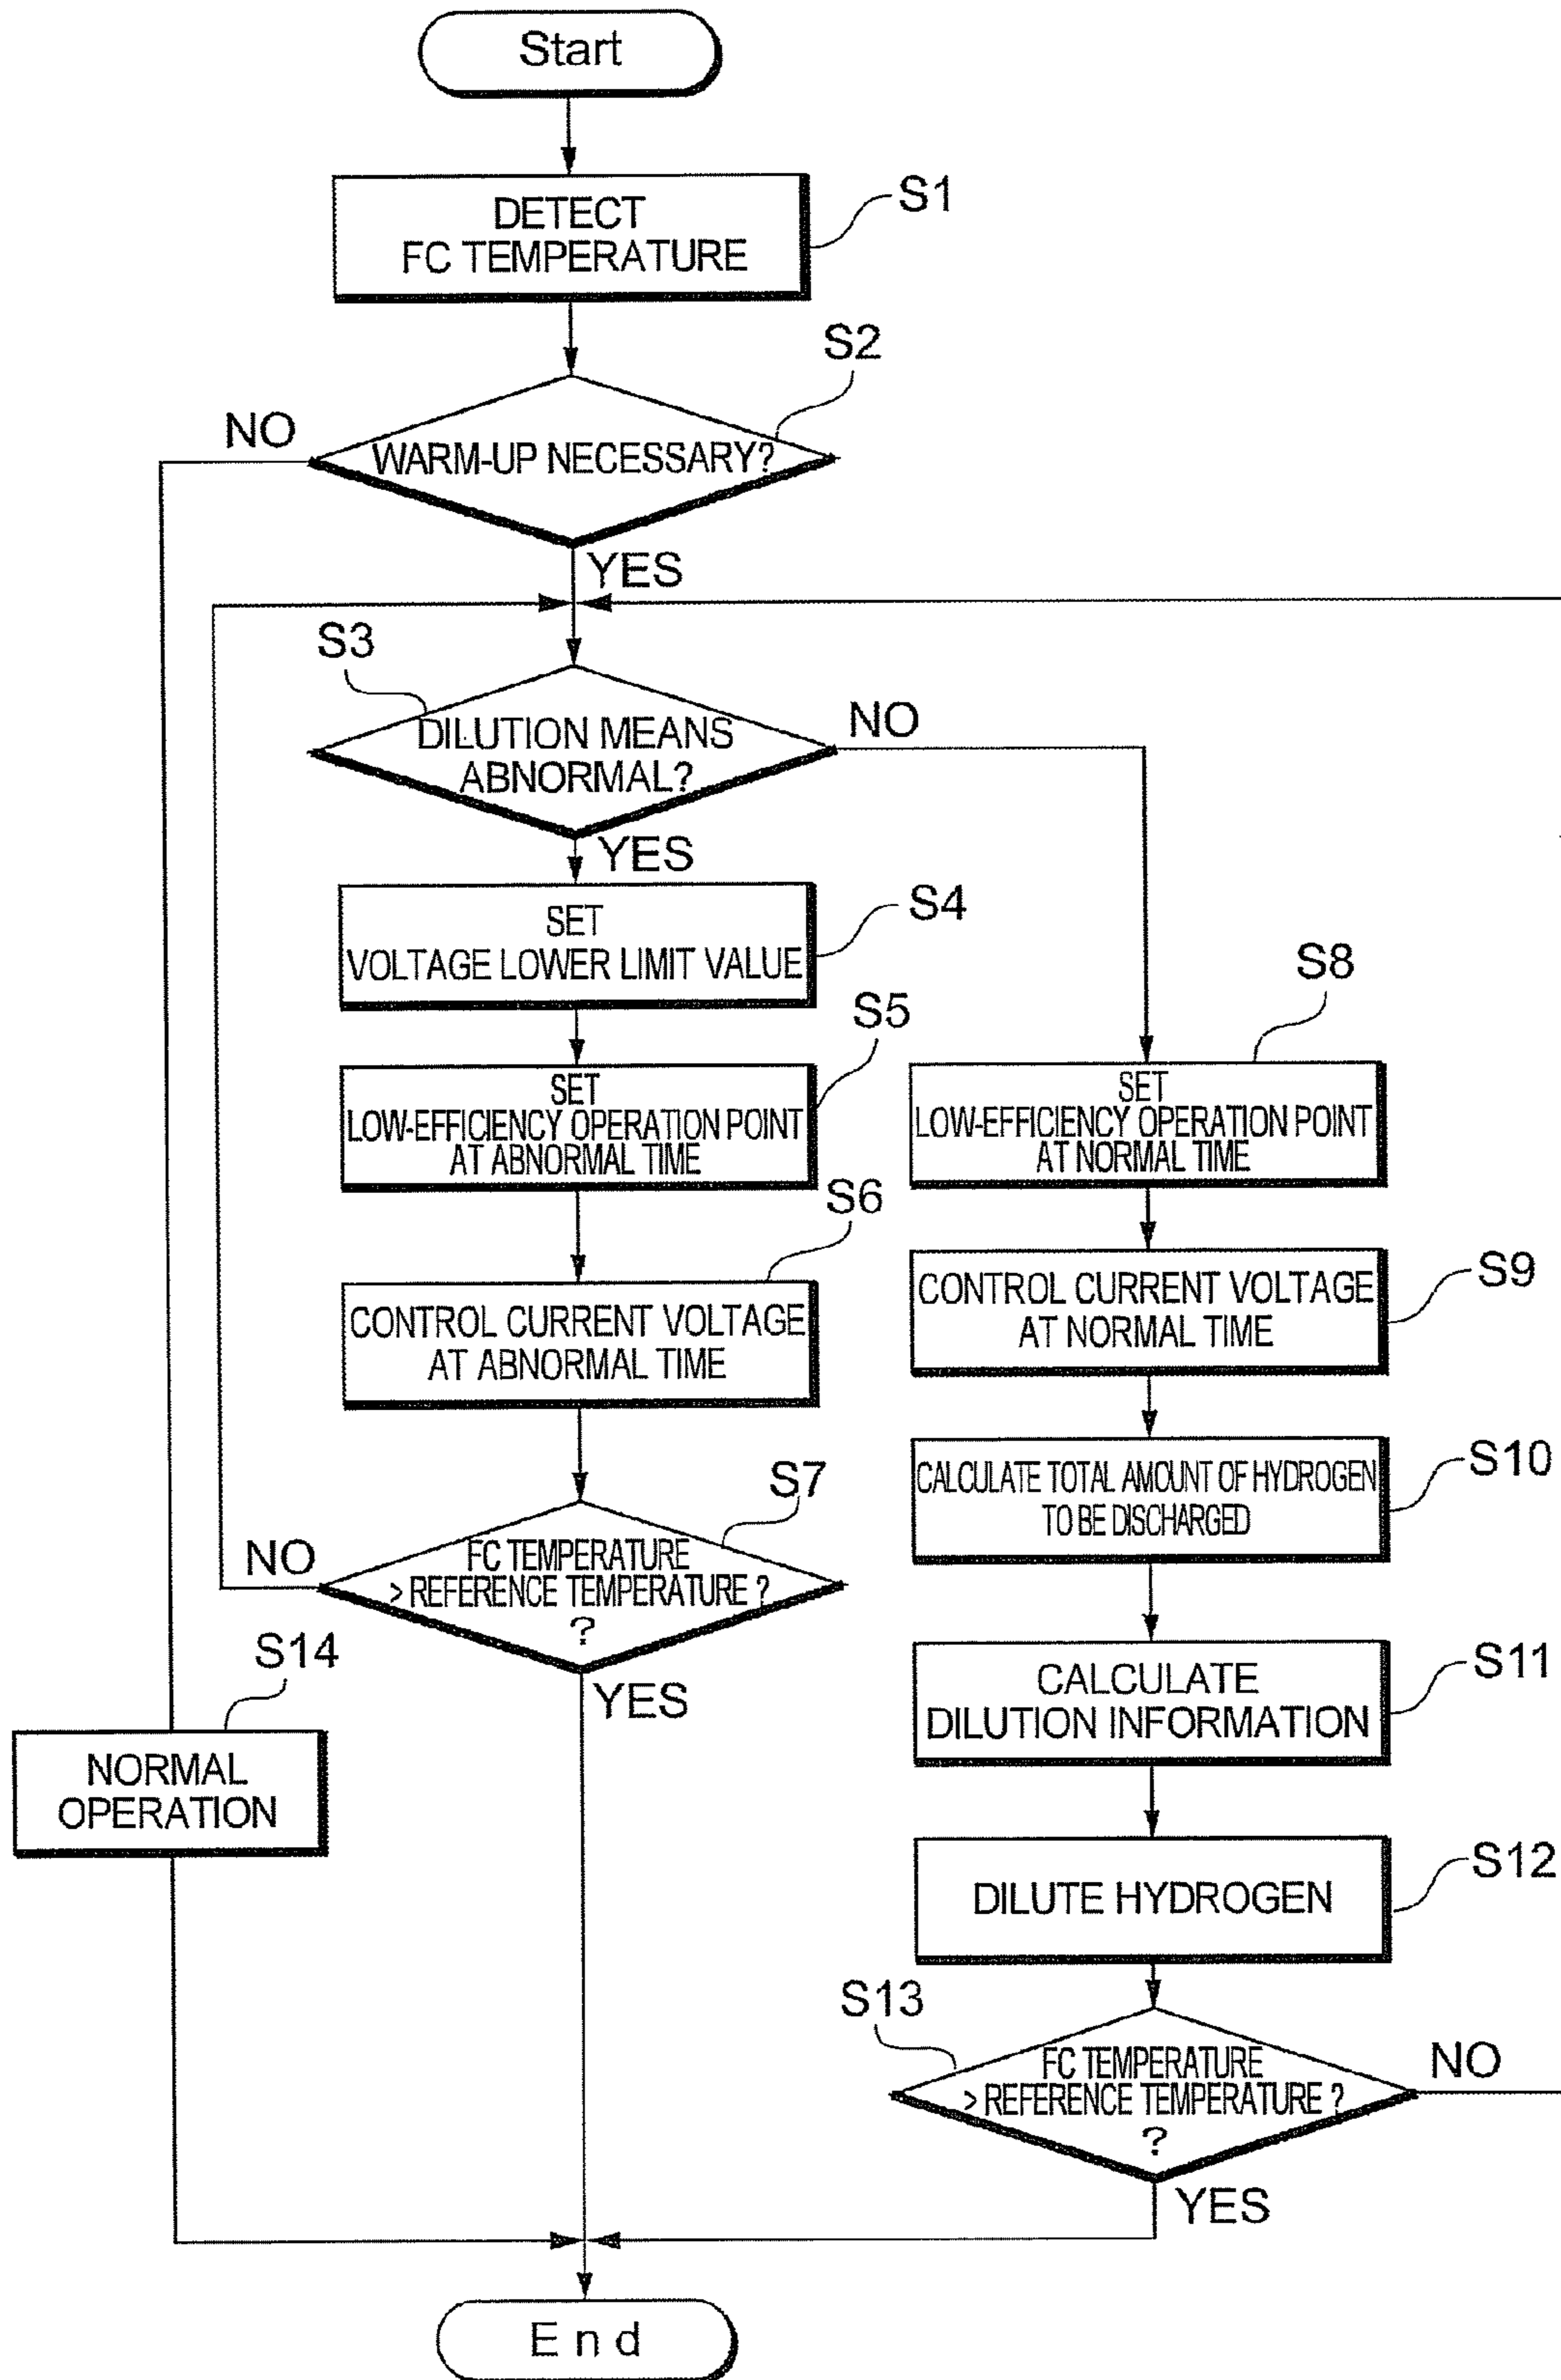 Start
DETECT
FC TEMPERATURE
S1
S2
NO
WARM-UP NECESSARY?
YES
S3
NO
DILUTION MEANS
ABNORMAL?
YES
SET
VOLTAGE LOWER LIMIT VALUE
S4
S5
SET
LOW-EFFICIENCY OPERATION POINT
AT ABNORMAL TIME
S6
CONTROL CURRENT VOLTAGE
AT ABNORMAL TIME
S7
NO
FC TEMPERATURE
> REFERENCE TEMPERATURE ?
?
YES
S8
SET
LOW-EFFICIENCY OPERATION POINT
AT NORMAL TIME
CONTROL CURRENT VOLTAGE
AT NORMAL TIME
S9
CALCULATE TOTAL AMOUNT OF HYDROGEN
TO BE DISCHARGED
S10
CALCULATE
DILUTION INFORMATION
S11
DILUTE HYDROGEN
S12
S13
FC TEMPERATURE
> REFERENCE TEMPERATURE ?
?
NO
YES
S14
NORMAL
OPERATION
End